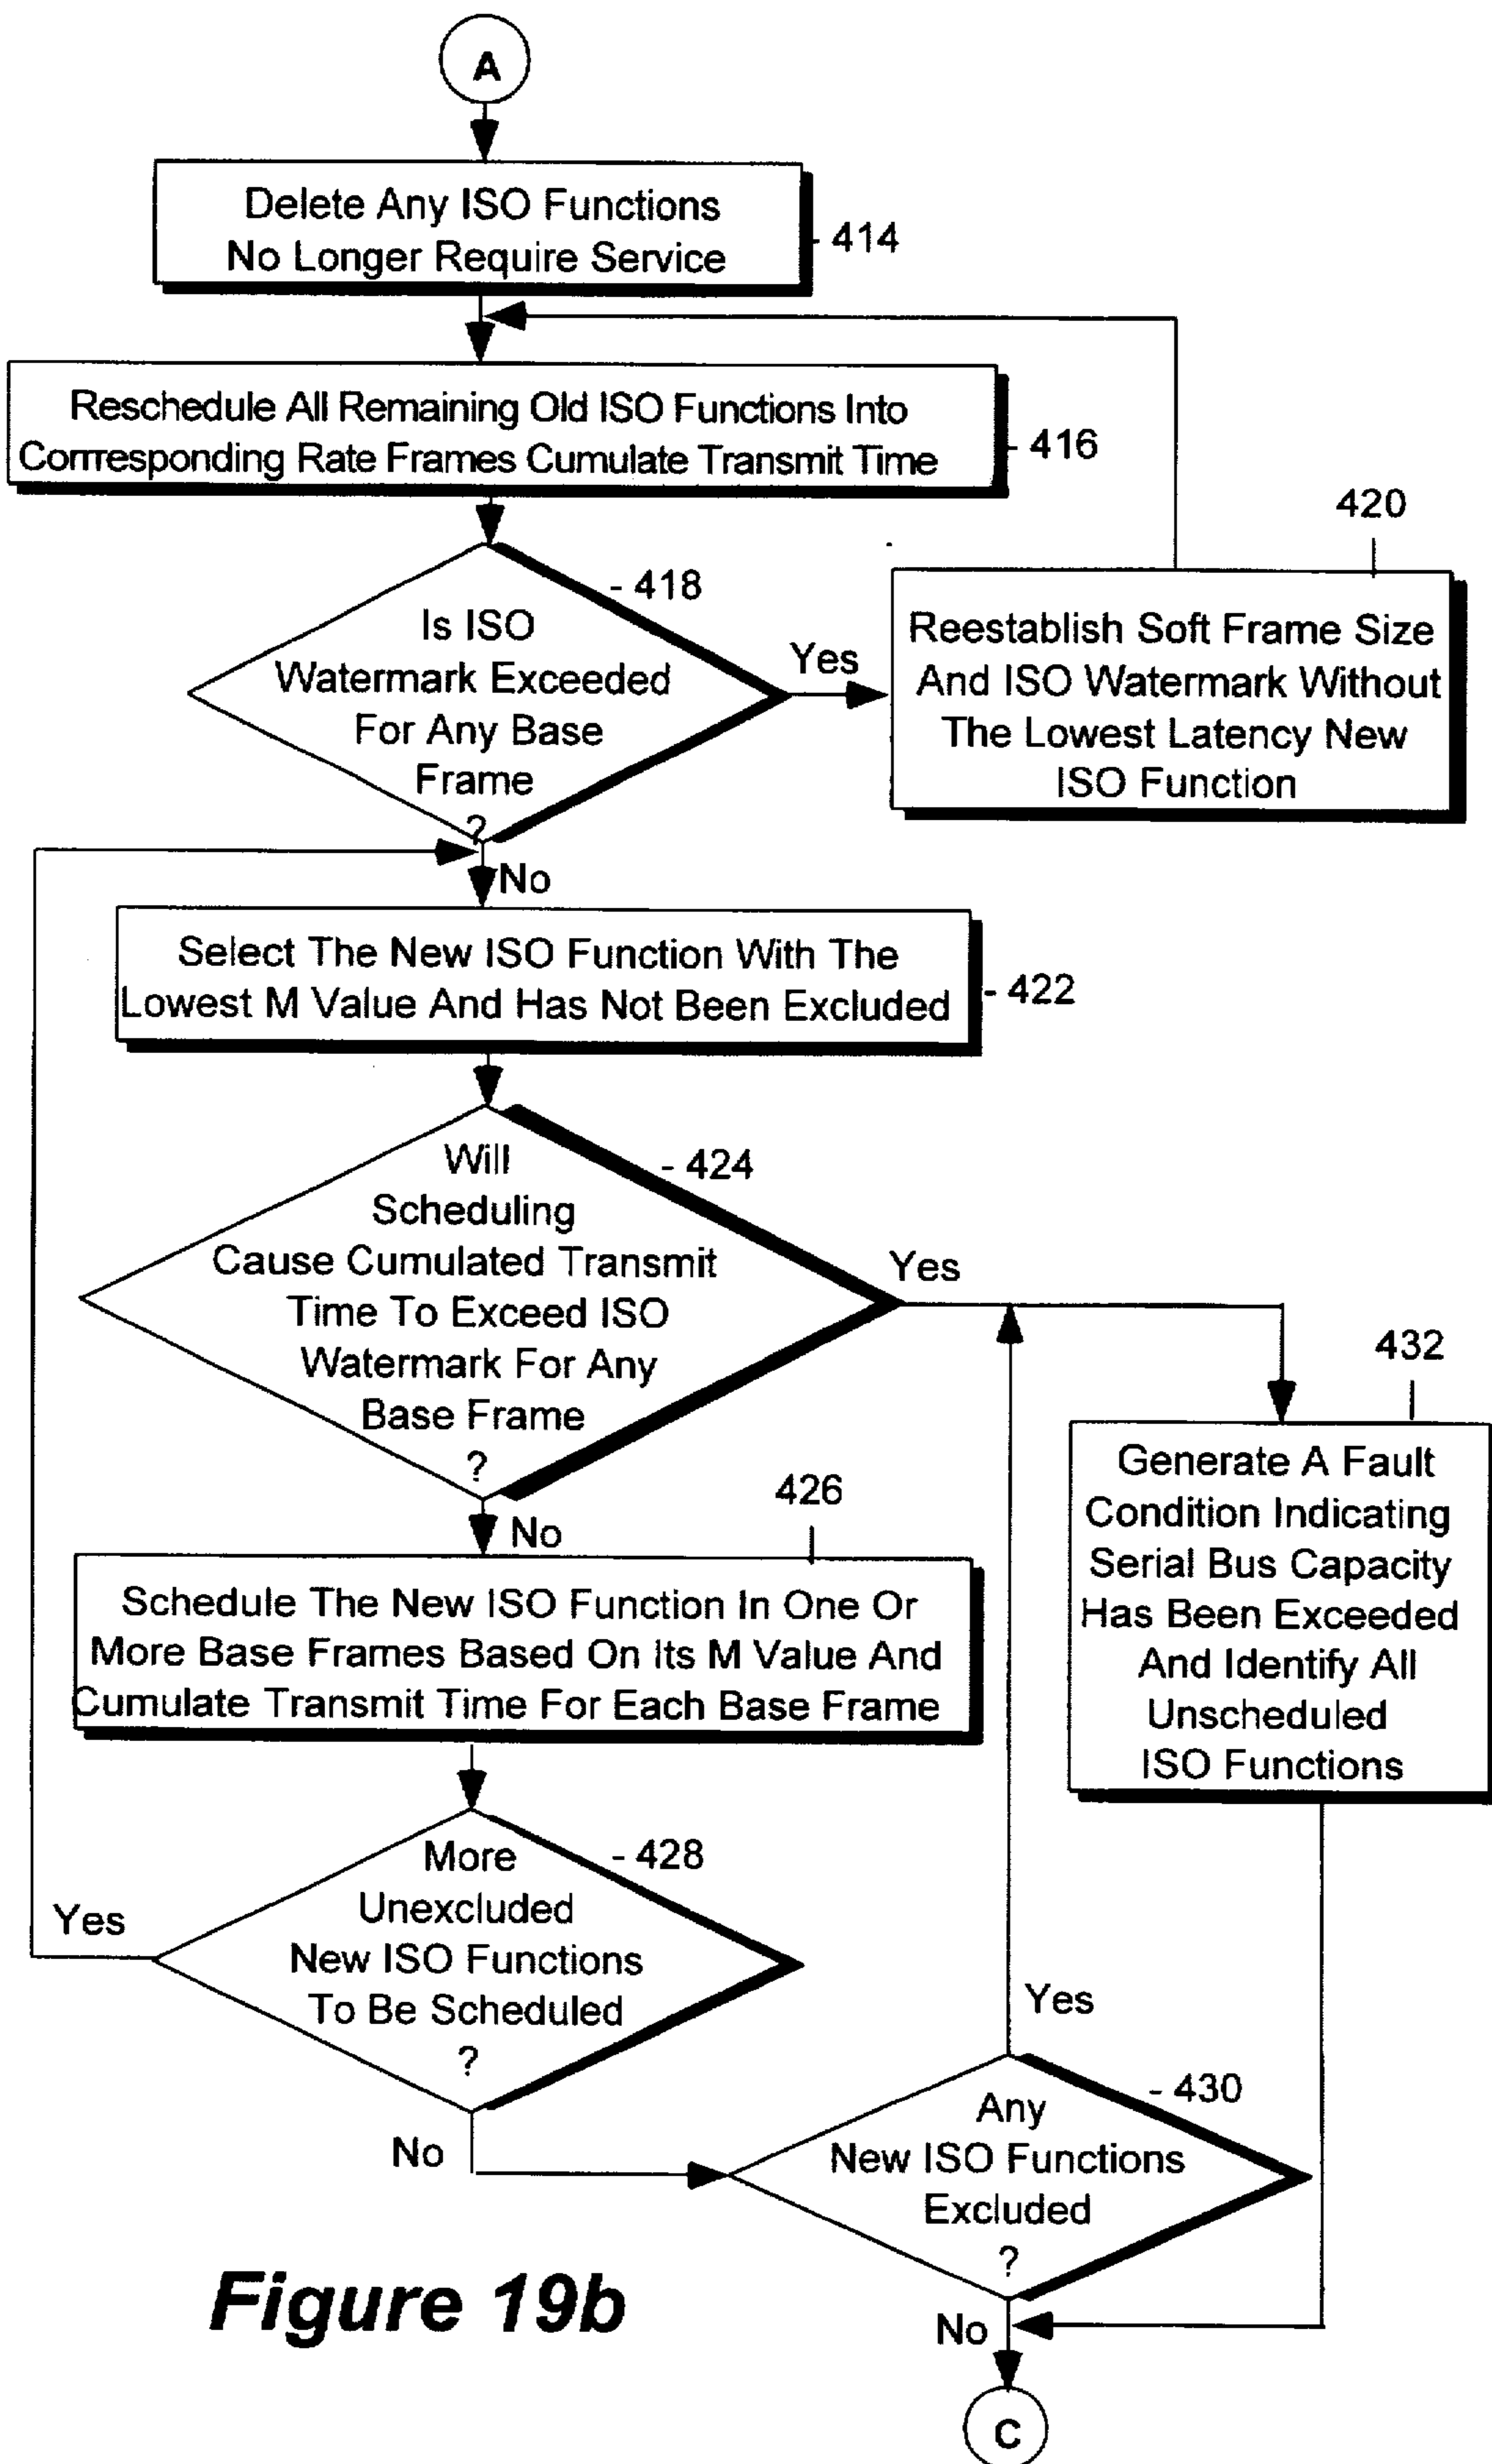 A
Delete Any ISO Functions
No Longer Require Service
- 414
Reschedule All Remaining Old ISO Functions Into
Corrresponding Rate Frames Cumulate Transmit Time
- 416
420
- 418
Is ISO
Watermark Exceeded
For Any Base
Frame
?
Yes
Reestablish Soft Frame Size
And ISO Watermark Without
The Lowest Latency New
ISO Function
No
Select The New ISO Function With The
Lowest M Value And Has Not Been Excluded
- 422
- 424
Will
Scheduling
Cause Cumulated Transmit
Time To Exceed ISO
Watermark For Any
Base Frame
?
Yes
432
Generate A Fault
Condition Indicating
Serial Bus Capacity
Has Been Exceeded
And Identify All
Unscheduled
ISO Functions
426
No
Schedule The New ISO Function In One Or
More Base Frames Based On Its M Value And
Cumulate Transmit Time For Each Base Frame
- 428
More
Unexcluded
New ISO Functions
To Be Scheduled
?
Yes
Yes
No
- 430
Any
New ISO Functions
Excluded
?
No
Figure 19b
C